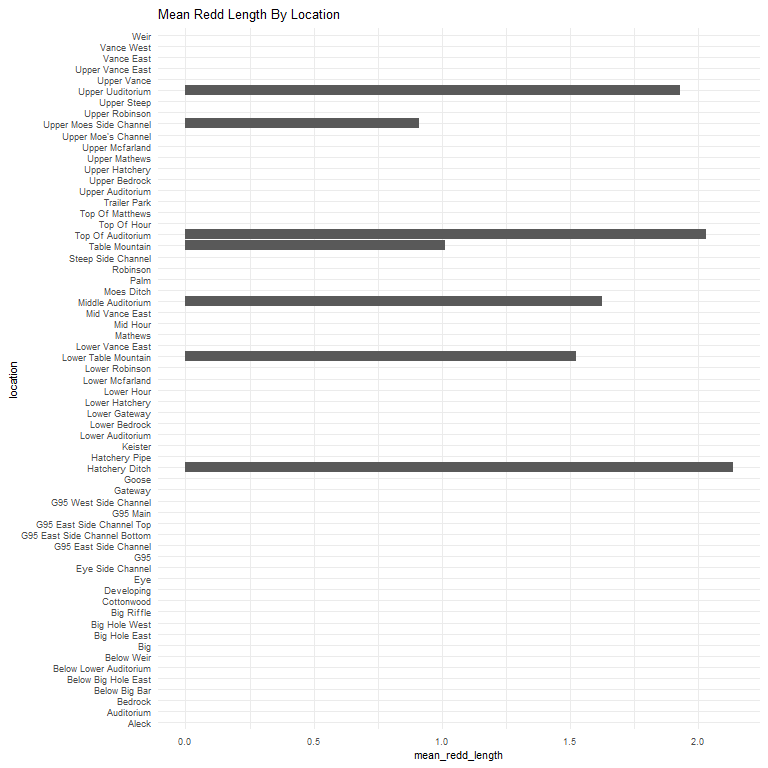 Mean Redd Length By Location
Weir
Vance West
Vance East
Upper Vance East
Upper Vance
Upper Uuditorium
Upper Steep
Upper Robinson
Upper Moes Side Channel
Upper Moe's Channel
Upper Mcfarland
Upper Mathews
Upper Hatchery
Upper Bedrock
Upper Auditorium
Trailer Park
Top Of Matthews
Top Of Hour
Top Of Auditorium
Table Mountain
Steep Side Channel
Robinson
Palm
Moes Ditch
Middle Auditorium
Mid Vance East
Mid Hour
Mathews
Lower Vance East
Lower Table Mountain
Lower Robinson
Lower Mcfarland
Lower Hour
Lower Hatchery
Lower Gateway
Lower Bedrock
Lower Auditorium
Keister
Hatchery Pipe
Hatchery Ditch
Goose
Gateway
G95 West Side Channel
G95 Main
G95 East Side Channel Top
G95 East Side Channel Bottom
G95 East Side Channel
G95
Eye Side Channel
Eye
Developing
Cottonwood
Big Riffle
Big Hole West
Big Hole East
Big
Below Weir
Below Lower Auditorium
Below Big Hole East
Below Big Bar
Bedrock
Auditorium
Aleck
location
0.0 0.5 1.0 1.5 2.0
mean_redd_length